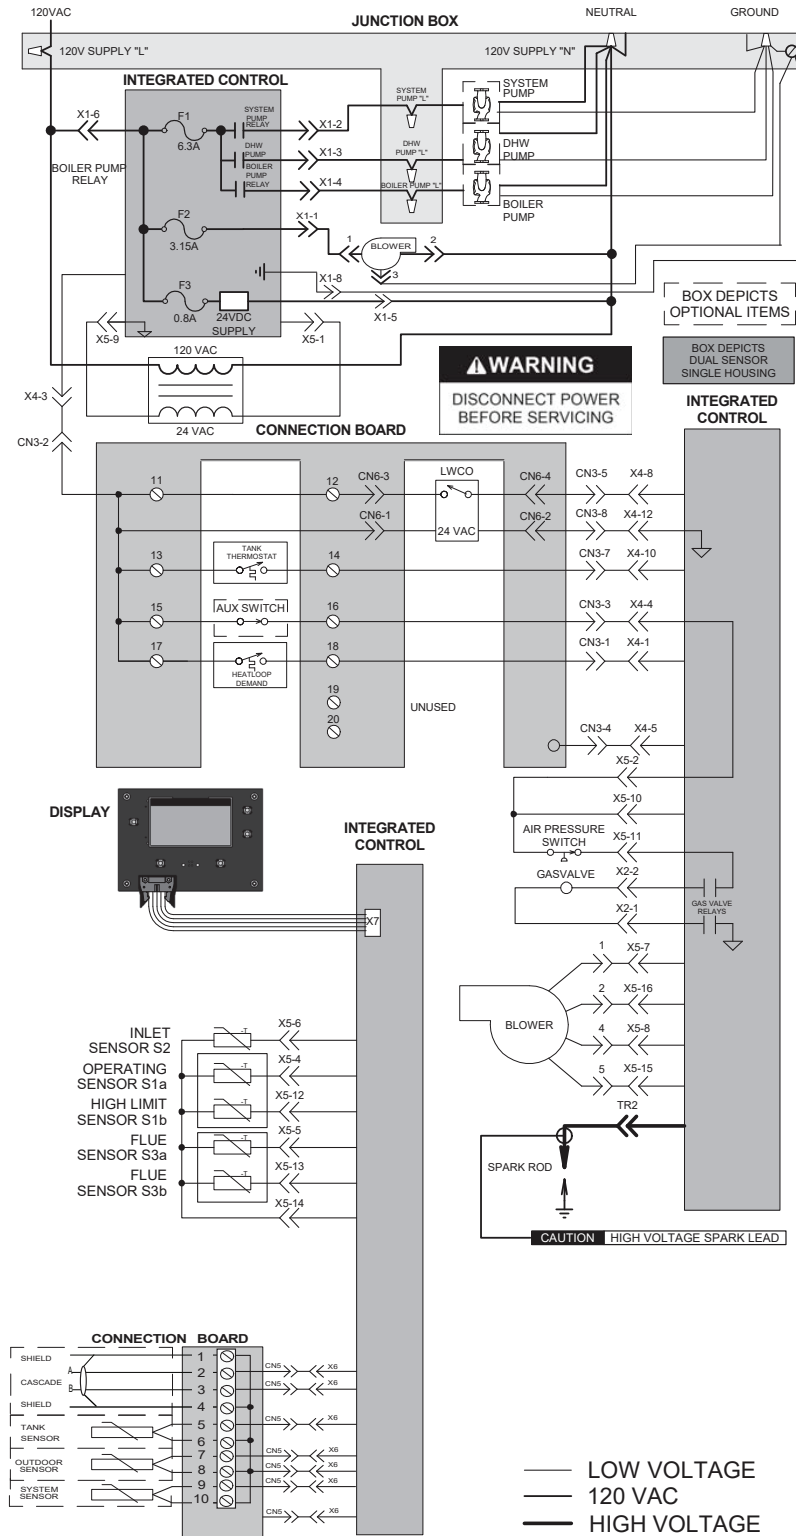 120VAC
JUNCTION BOX
NEUTRAL
GROUND
120V SUPPLY "L"
120V SUPPLY "N"
INTEGRATED CONTROL
SYSTEM
PUMP "L"
SYSTEM
PUMP
X1-6
F1
6.3A
SYSTEM
PUMP
RELAY
X1-2
DHW
PUMP
X1-3
DHW
PUMP "L"
DHW
PUMP
BOILER PUMP
RELAY
BOILER
PUMP
RELAY
X1-4
BOILER PUMP "L"
BOILER
PUMP
F2
3.15A
X1-1
1
BLOWER
2
3
X1-8
F3
0.8A
24VDC
SUPPLY
X1-5
BOX DEPICTS
OPTIONAL ITEMS
X5-9
X5-1
120 VAC
24 VAC
BOX DEPICTS
DUAL SENSOR
SINGLE HOUSING
WARNING
DISCONNECT POWER
BEFORE SERVICING
X4-3
CN3-2
INTEGRATED
CONTROL
CONNECTION BOARD
11
12
CN6-3
LWCO
CN6-4
CN3-5
X4-8
CN6-1
24 VAC
CN6-2
CN3-8
X4-12
13
TANK
THERMOSTAT
14
CN3-7
X4-10
15
AUX SWITCH
16
CN3-3
X4-4
17
HEATLOOP
DEMAND
18
CN3-1
X4-1
19
20
UNUSED
CN3-4
X4-5
X5-2
X5-10
DISPLAY
AIR PRESSURE
SWITCH
X5-11
GASVALVE
X2-2
GAS VALVE
RELAYS
X2-1
INTEGRATED
CONTROL
X7
1
X5-7
2
X5-16
BLOWER
4
X5-8
5
X5-15
TR2
SPARK ROD
CAUTION HIGH VOLTAGE SPARK LEAD
INLET
SENSOR S2
-T
X5-6
OPERATING
SENSOR S1a
-T
X5-4
HIGH LIMIT
SENSOR S1b
-T
X5-12
FLUE
SENSOR S3a
-T
X5-5
FLUE
SENSOR S3b
-T
X5-13
X5-14
CONNECTION BOARD
SHIELD
1
A
2
CN5
X6
CASCADE
B
3
CN5
X6
SHIELD
4
TANK
SENSOR
5
CN5
X6
6
OUTDOOR
SENSOR
7
CN5
X6
8
CN5
X6
SYSTEM
SENSOR
9
CN5
X6
10
CN5
X6
LOW VOLTAGE
120 VAC
HIGH VOLTAGE